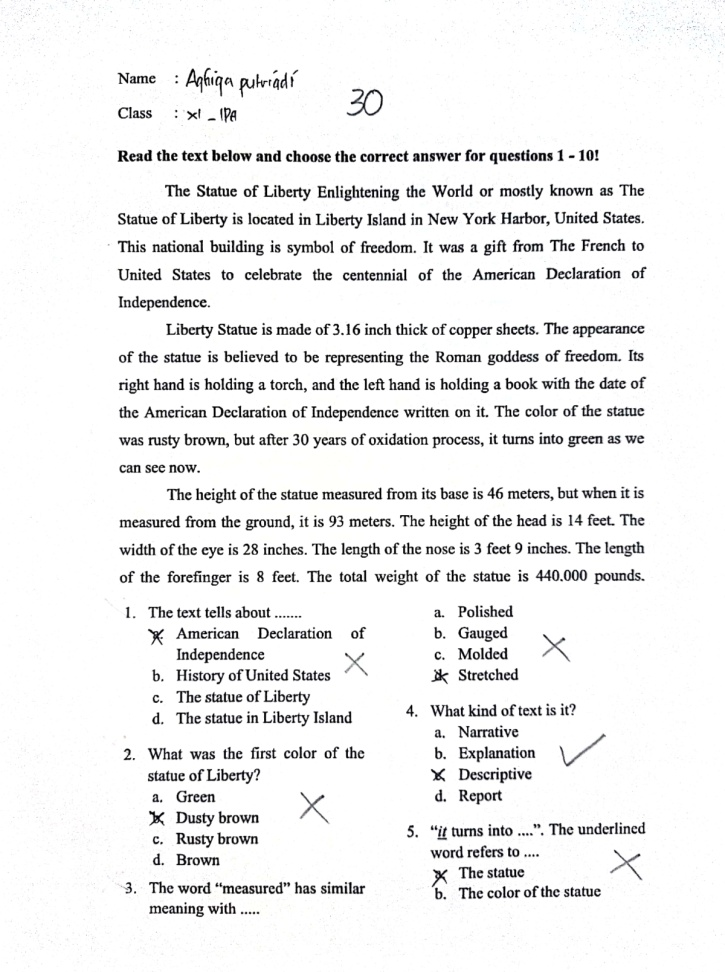 Name : Aqhiqa putriadi
Class : XI - IPA
30
Read the text below and choose the correct answer for questions 1 - 10!
The Statue of Liberty Enlightening the World or mostly known as The
Statue of Liberty is located in Liberty Island in New York Harbor, United States.
This national building is symbol of freedom. It was a gift from The French to
United States to celebrate the centennial of the American Declaration of
Independence.
Liberty Statue is made of 3.16 inch thick of copper sheets. The appearance
of the statue is believed to be representing the Roman goddess of freedom. Its
right hand is holding a torch, and the left hand is holding a book with the date of
the American Declaration of Independence written on it. The color of the statue
was rusty brown, but after 30 years of oxidation process, it turns into green as we
can see now.
The height of the statue measured from its base is 46 meters, but when it is
measured from the ground, it is 93 meters. The height of the head is 14 feet. The
width of the eye is 28 inches. The length of the nose is 3 feet 9 inches. The length
of the forefinger is 8 feet. The total weight of the statue is 440.000 pounds.
1. The text tells about .......
a. American Declaration of
Independence
b. History of United States
c. The statue of Liberty
d. The statue in Liberty Island
2. What was the first color of the
statue of Liberty?
a. Green
b. Dusty brown
c. Rusty brown
d. Brown
3. The word “measured” has similar
meaning with .....
a. Polished
b. Gauged
c. Molded
d. Stretched
4. What kind of text is it?
a. Narrative
b. Explanation
c. Descriptive
d. Report
5. “it turns into ....”. The underlined
word refers to ....
a. The statue
b. The color of the statue